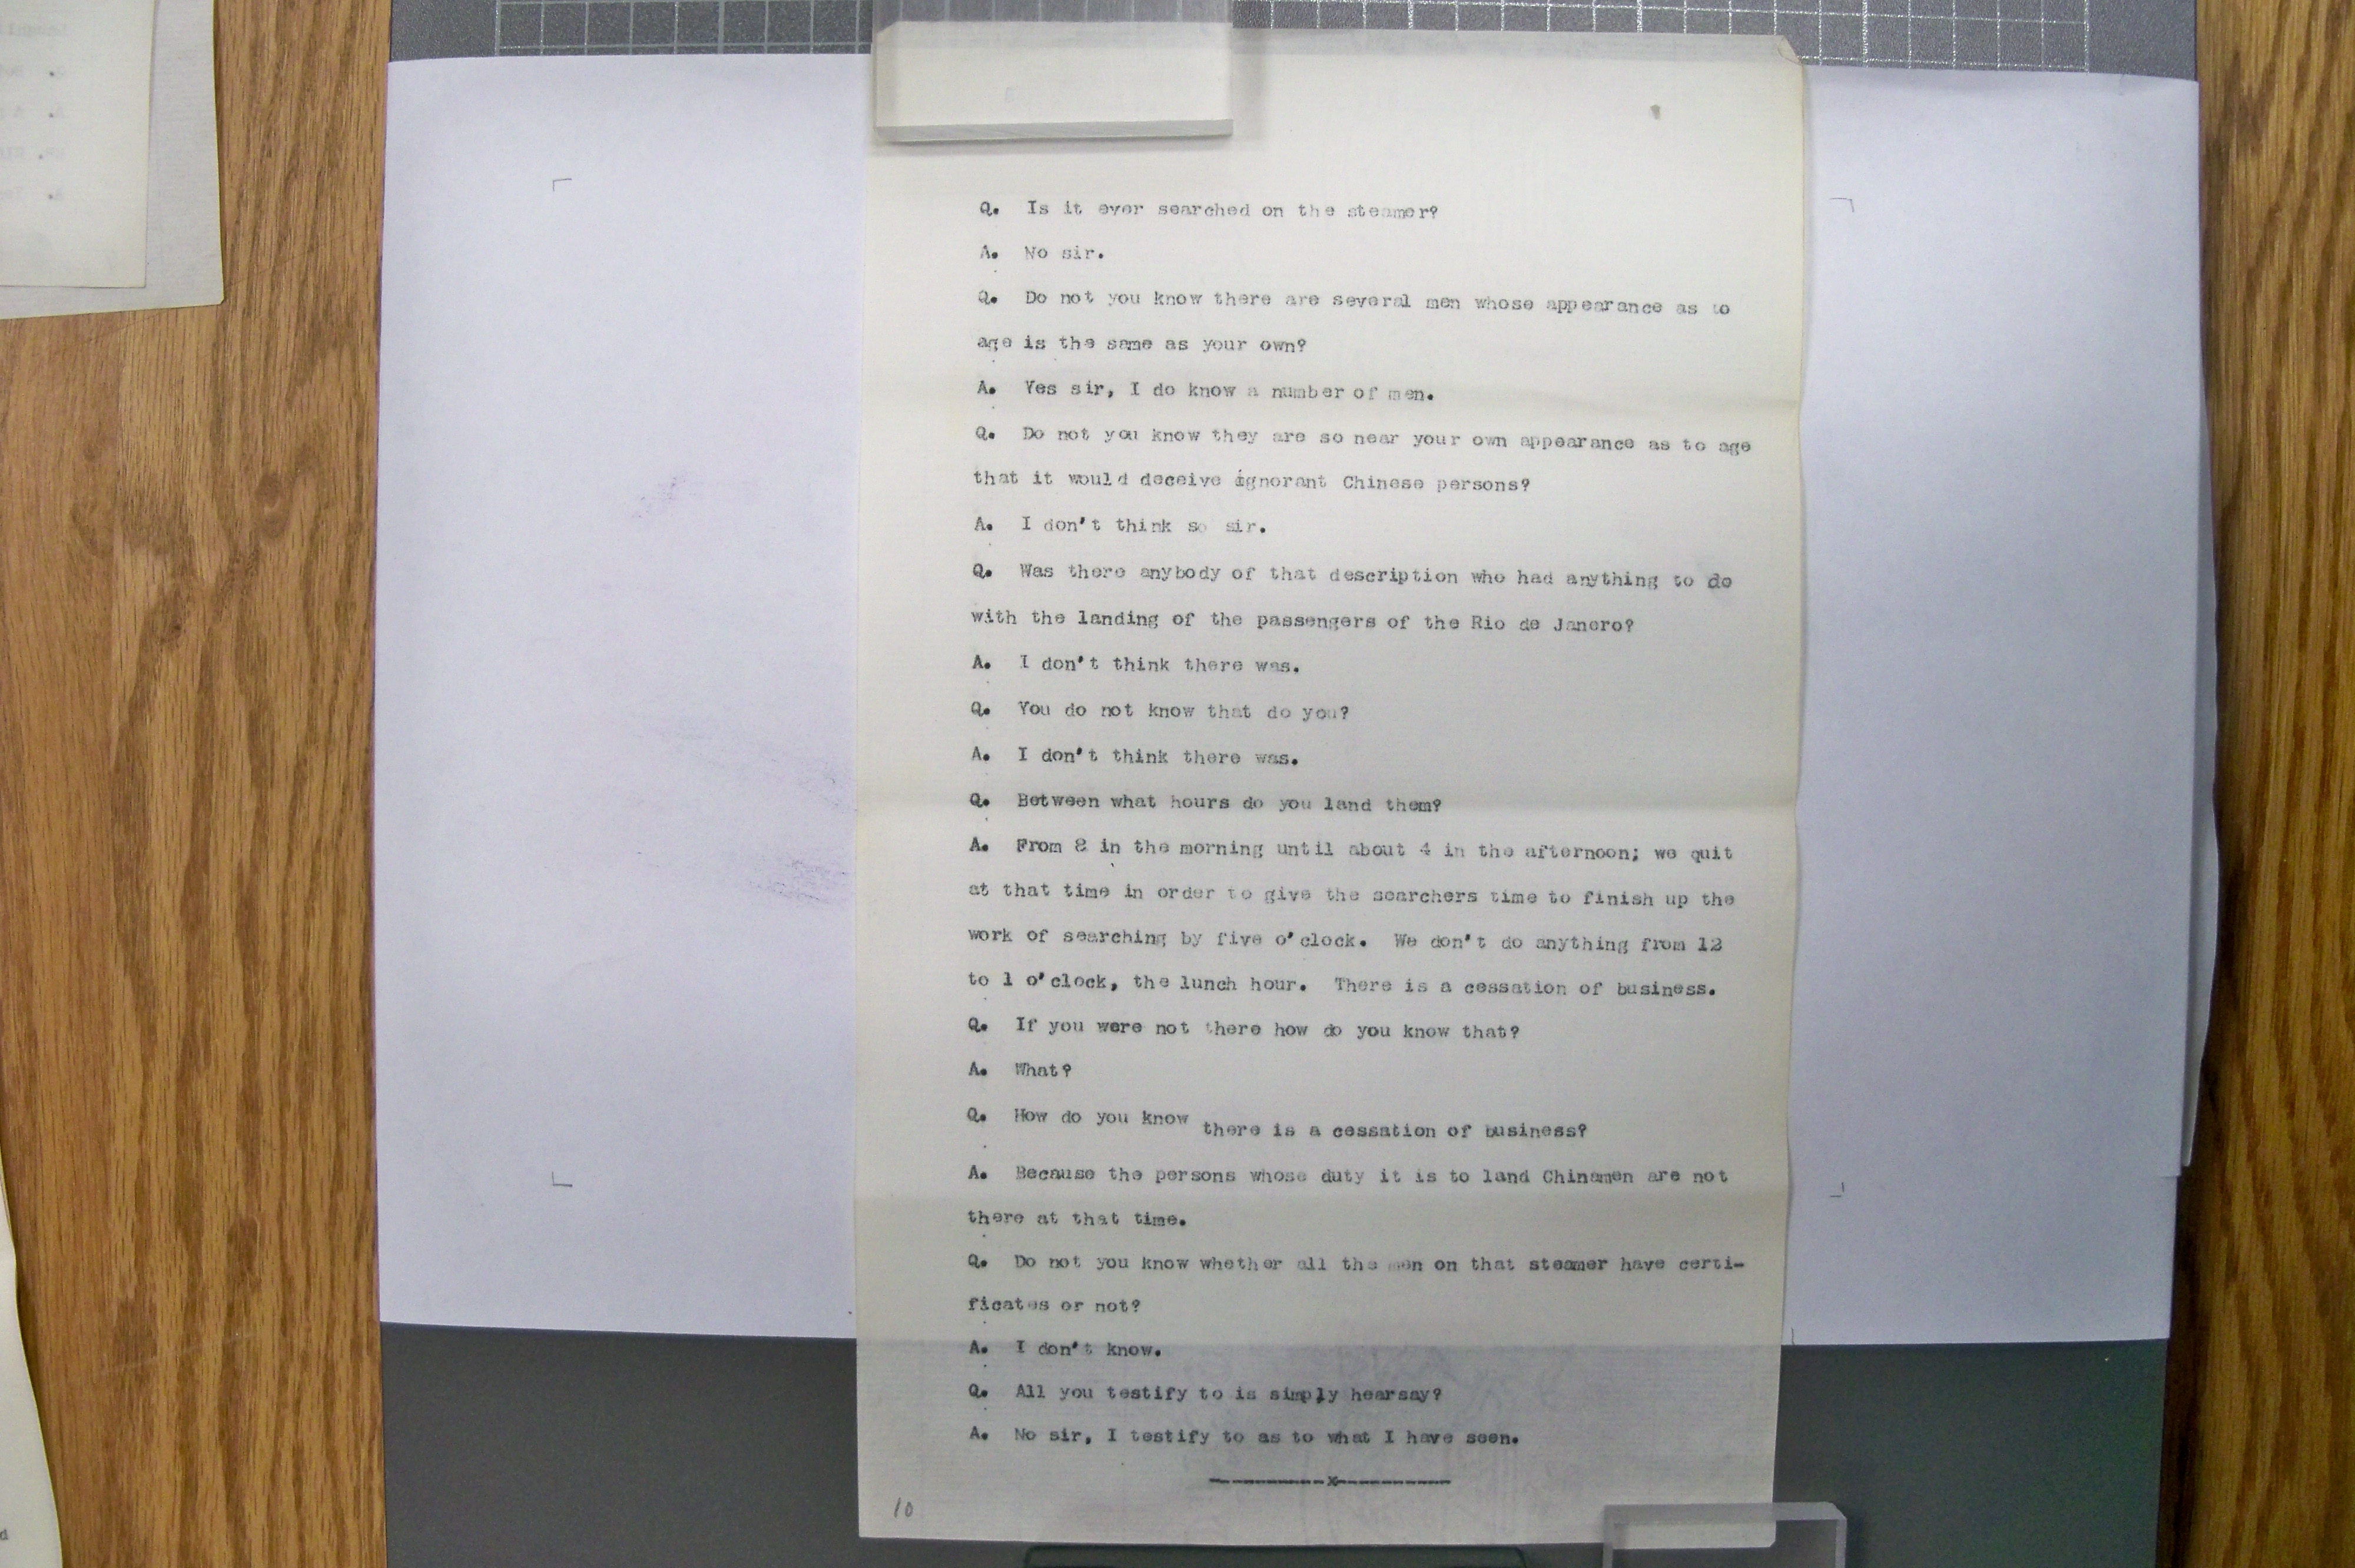 Q. Is it ever searched on the steamer?
A. No sir.
Q. Do not you know there are several men whose appearance as to
age is the same as your own?
A. Yes sir, I do know a number of men.
Q. Do not you know they are so near your own appearance as to age
that it would deceive ignorant Chinese persons?
A. I don't think so sir.
Q. Was there anybody of that description who had anything to do
with the landing of the passengers of the Rio de Janero?
A. I don't think there was.
Q. You do not know that do you?
A. I don't think there was.
Q. Between what hours do you land them?
A. From 8 in the morning until about 4 in the afternoon; we quit
at that time in order to give the searchers time to finish up the
work of searching by five o'clock. We don't do anything from 12
to 1 o'clock, the lunch hour. There is a cessation of business.
Q. If you were not there how do you know that?
A. What?
Q. How do you know there is a cessation of business?
A. Because the persons whose duty it is to land Chinamen are not
there at that time.
Q. Do not you know whether all the men on that steamer have certi-
ficates or not?
A. I don't know.
Q. All you testify to is simply hearsay?
A. No sir, I testify to as to what I have seen.
----------x----------
10